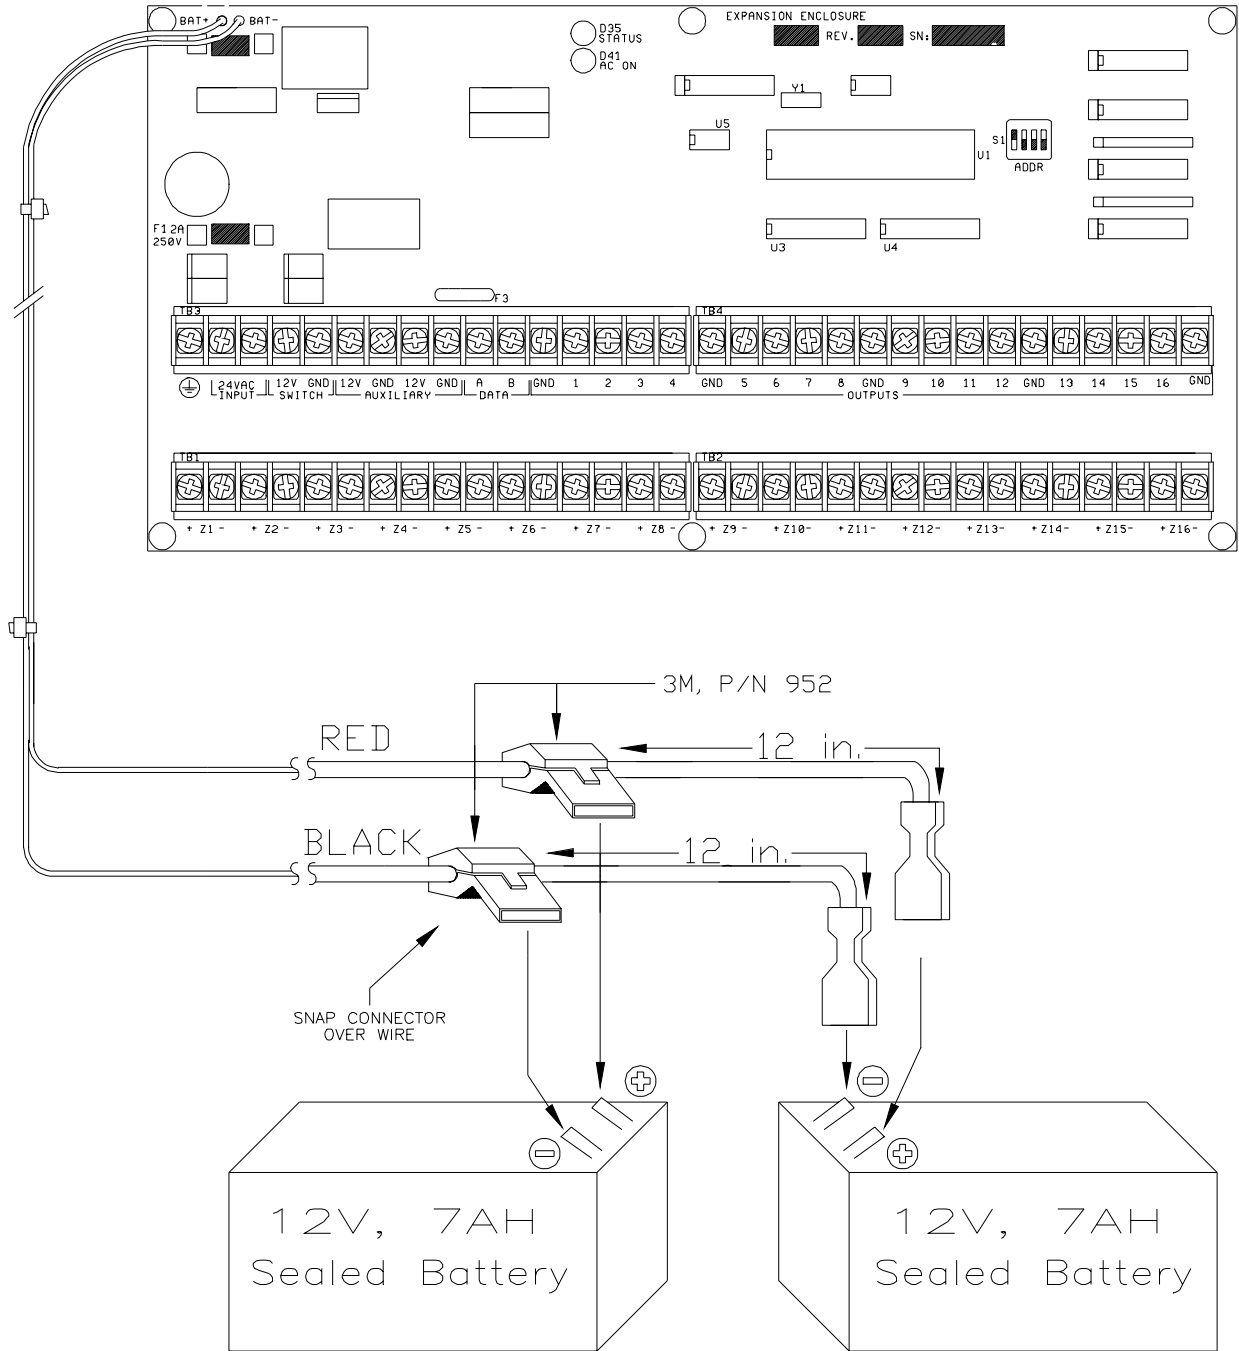 BAT+ BAT-
D35
STATUS
D41
AC ON
EXPANSION ENCLOSURE
REV. SN:
Y1
U5
U1
S1
ADDR
F1 2A
250V
U3 U4
F3
TB3 TB4
24VAC 12V GND 12V GND 12V GND A B GND 1 2 3 4 GND 5 6 7 8 GND 9 10 11 12 GND 13 14 15 16 GND
INPUT SWITCH AUXILIARY DATA OUTPUTS
TB1 TB2
+ Z1 - + Z2 - + Z3 - + Z4 - + Z5 - + Z6 - + Z7 - + Z8 - + Z9 - + Z10- + Z11- + Z12- + Z13- + Z14- + Z15- + Z16-
3M, P/N 952
RED
12 in.
BLACK
12 in.
SNAP CONNECTOR
OVER WIRE
+
-
-
+
12V, 7AH
Sealed Battery
12V, 7AH
Sealed Battery